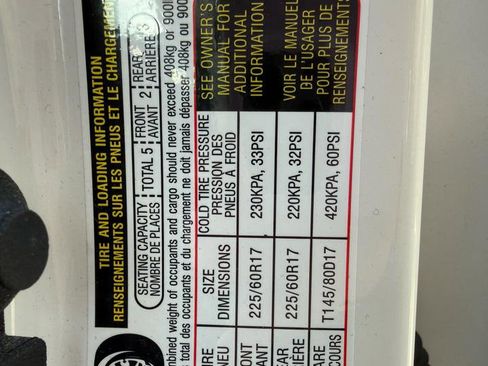 TIRE AND LOADING INFORMATION
RENSEIGNEMENTS SUR LES PNEUS ET LE CHARGEMENT
SEATING CAPACITY TOTAL 5 FRONT 2 REAR
NOMBRE DE PLACES AVANT ARRIÈRE
combined weight of occupants and cargo should never exceed 408kg or 900
total des occupants et du chargement ne doit jamais dépasser 408kg ou 900
SIZE COLD TIRE PRESSURE SEE OWNER'S
DIMENSIONS PRESSION DES MANUAL FOR
PNEUS À FROID ADDITIONAL
225/60R17 230KPA, 33PSI INFORMATION
225/60R17 220KPA, 32PSI VOIR LE MANUEL
DE L'USAGER
T145/80D17 420KPA, 60PSI POUR PLUS DE
RENSEIGNEMENTS